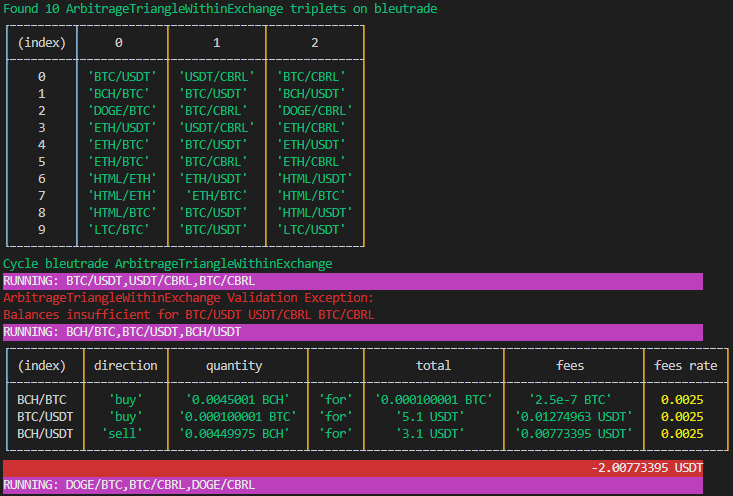 Found 10 ArbitrageTriangleWithinExchange triplets on bleutrade
(index) 0 1 2
0 'BTC/USDT' 'USDT/CBRL' 'BTC/CBRL'
1 'BCH/BTC' 'BTC/USDT' 'BCH/USDT'
2 'DOGE/BTC' 'BTC/CBRL' 'DOGE/CBRL'
3 'ETH/USDT' 'USDT/CBRL' 'ETH/CBRL'
4 'ETH/BTC' 'BTC/USDT' 'ETH/USDT'
5 'ETH/BTC' 'BTC/CBRL' 'ETH/CBRL'
6 'HTML/ETH' 'ETH/USDT' 'HTML/USDT'
7 'HTML/ETH' 'ETH/BTC' 'HTML/BTC'
8 'HTML/BTC' 'BTC/USDT' 'HTML/USDT'
9 'LTC/BTC' 'BTC/USDT' 'LTC/USDT'
Cycle bleutrade ArbitrageTriangleWithinExchange
RUNNING: BTC/USDT,USDT/CBRL,BTC/CBRL
ArbitrageTriangleWithinExchange Validation Exception:
Balances insufficient for BTC/USDT USDT/CBRL BTC/CBRL
RUNNING: BCH/BTC,BTC/USDT,BCH/USDT
(index) direction quantity total fees fees rate
BCH/BTC 'buy' '0.0045001 BCH' 'for' '0.000100001 BTC' '2.5e-7 BTC' 0.0025
BTC/USDT 'buy' '0.000100001 BTC' 'for' '5.1 USDT' '0.01274963 USDT' 0.0025
BCH/USDT 'sell' '0.00449975 BCH' 'for' '3.1 USDT' '0.00773395 USDT' 0.0025
-2.00773395 USDT
RUNNING: DOGE/BTC,BTC/CBRL,DOGE/CBRL